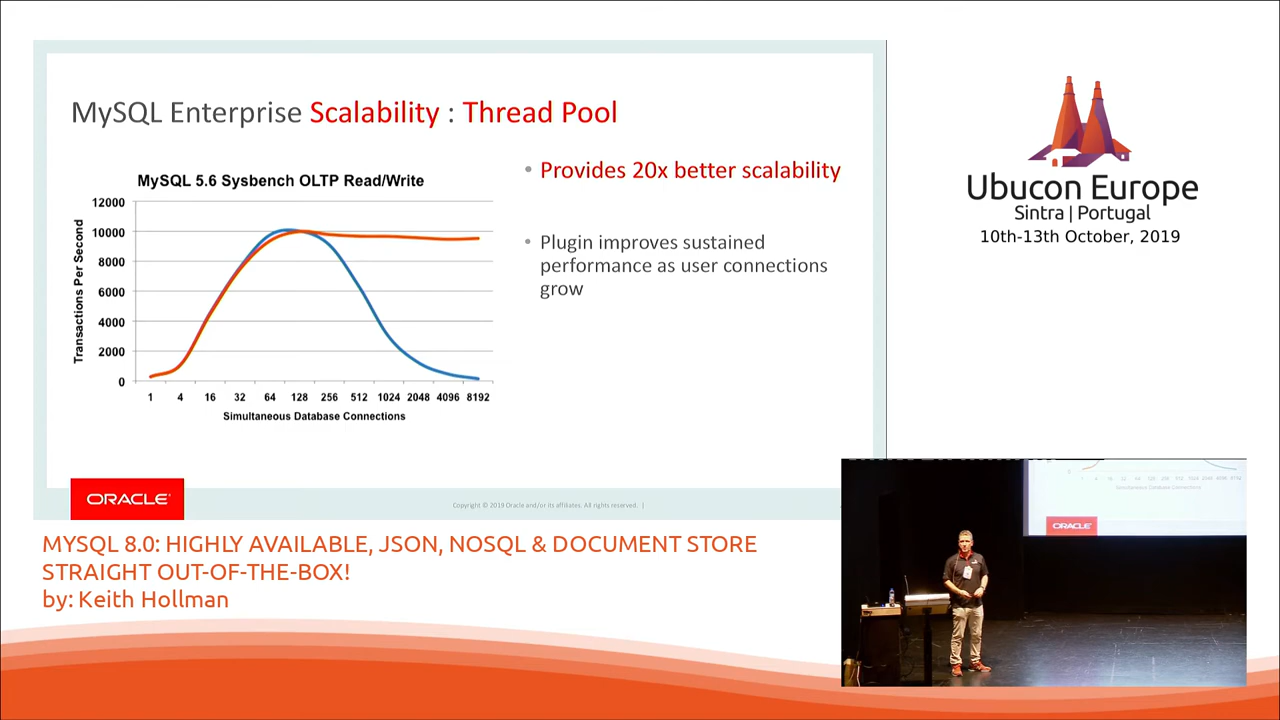 MySQL Enterprise Scalability : Thread Pool
MySQL 5.6 Sysbench OLTP Read/Write
Transactions Per Second
12000
10000
8000
6000
4000
2000
0
1 4 16 32 64 128 256 512 1024 2048 4096 8192
Simultaneous Database Connections
• Provides 20x better scalability
• Plugin improves sustained
performance as user connections
grow
ORACLE
Copyright © 2019 Oracle and/or its affiliates. All rights reserved. |
Ubucon Europe
Sintra | Portugal
10th-13th October, 2019
MYSQL 8.0: HIGHLY AVAILABLE, JSON, NOSQL & DOCUMENT STORE
STRAIGHT OUT-OF-THE-BOX!
by: Keith Hollman
Simultaneous Database Connections
ORACLE